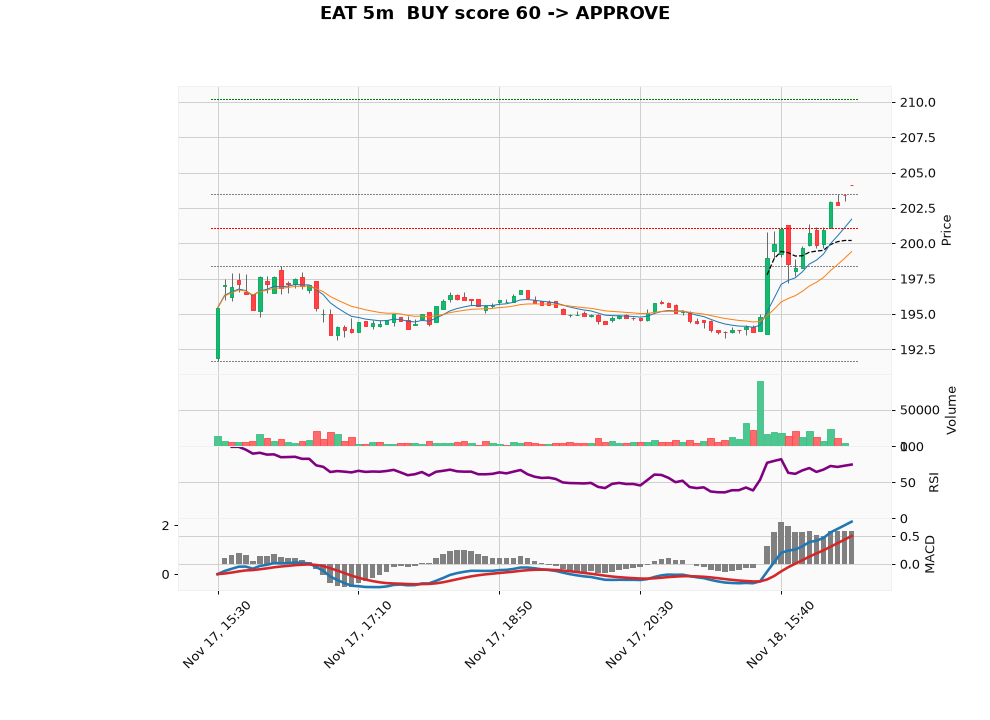 EAT 5m  BUY score 60 -> APPROVE
210.0
207.5
205.0
202.5
200.0
197.5
195.0
192.5
Price
50000
0
Volume
100
50
0
RSI
2
0
0.5
0.0
MACD
Nov 17, 15:30
Nov 17, 17:10
Nov 17, 18:50
Nov 17, 20:30
Nov 18, 15:40